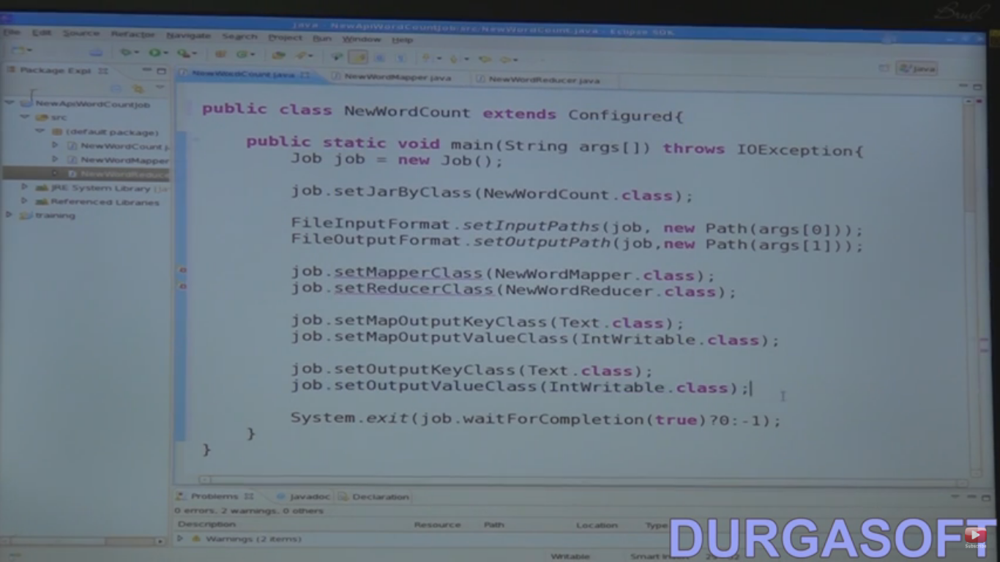 java - NewApiWordCountJob/src/NewWordCount.java - Eclipse SDK
File Edit Source Refactor Navigate Search Project Run Window Help
Java
Package Expl
NewWordCount.java NewWordMapper.java NewWordReducer.java
NewApiWordCountJob
src
(default package)
NewWordCount.j
NewWordMapper
NewWordReduce
JRE System Library
Referenced Libraries
training
public class NewWordCount extends Configured{
public static void main(String args[]) throws IOException{
Job job = new Job();
job.setJarByClass(NewWordCount.class);
FileInputFormat.setInputPaths(job, new Path(args[0]));
FileOutputFormat.setOutputPath(job,new Path(args[1]));
job.setMapperClass(NewWordMapper.class);
job.setReducerClass(NewWordReducer.class);
job.setMapOutputKeyClass(Text.class);
job.setMapOutputValueClass(IntWritable.class);
job.setOutputKeyClass(Text.class);
job.setOutputValueClass(IntWritable.class);
System.exit(job.waitForCompletion(true)?0:-1);
}
}
Problems Javadoc Declaration
0 errors, 2 warnings, 0 others
Description Resource Path Location Type
Warnings (2 items)
Writable Smart
DURGASOFT
Subscribe